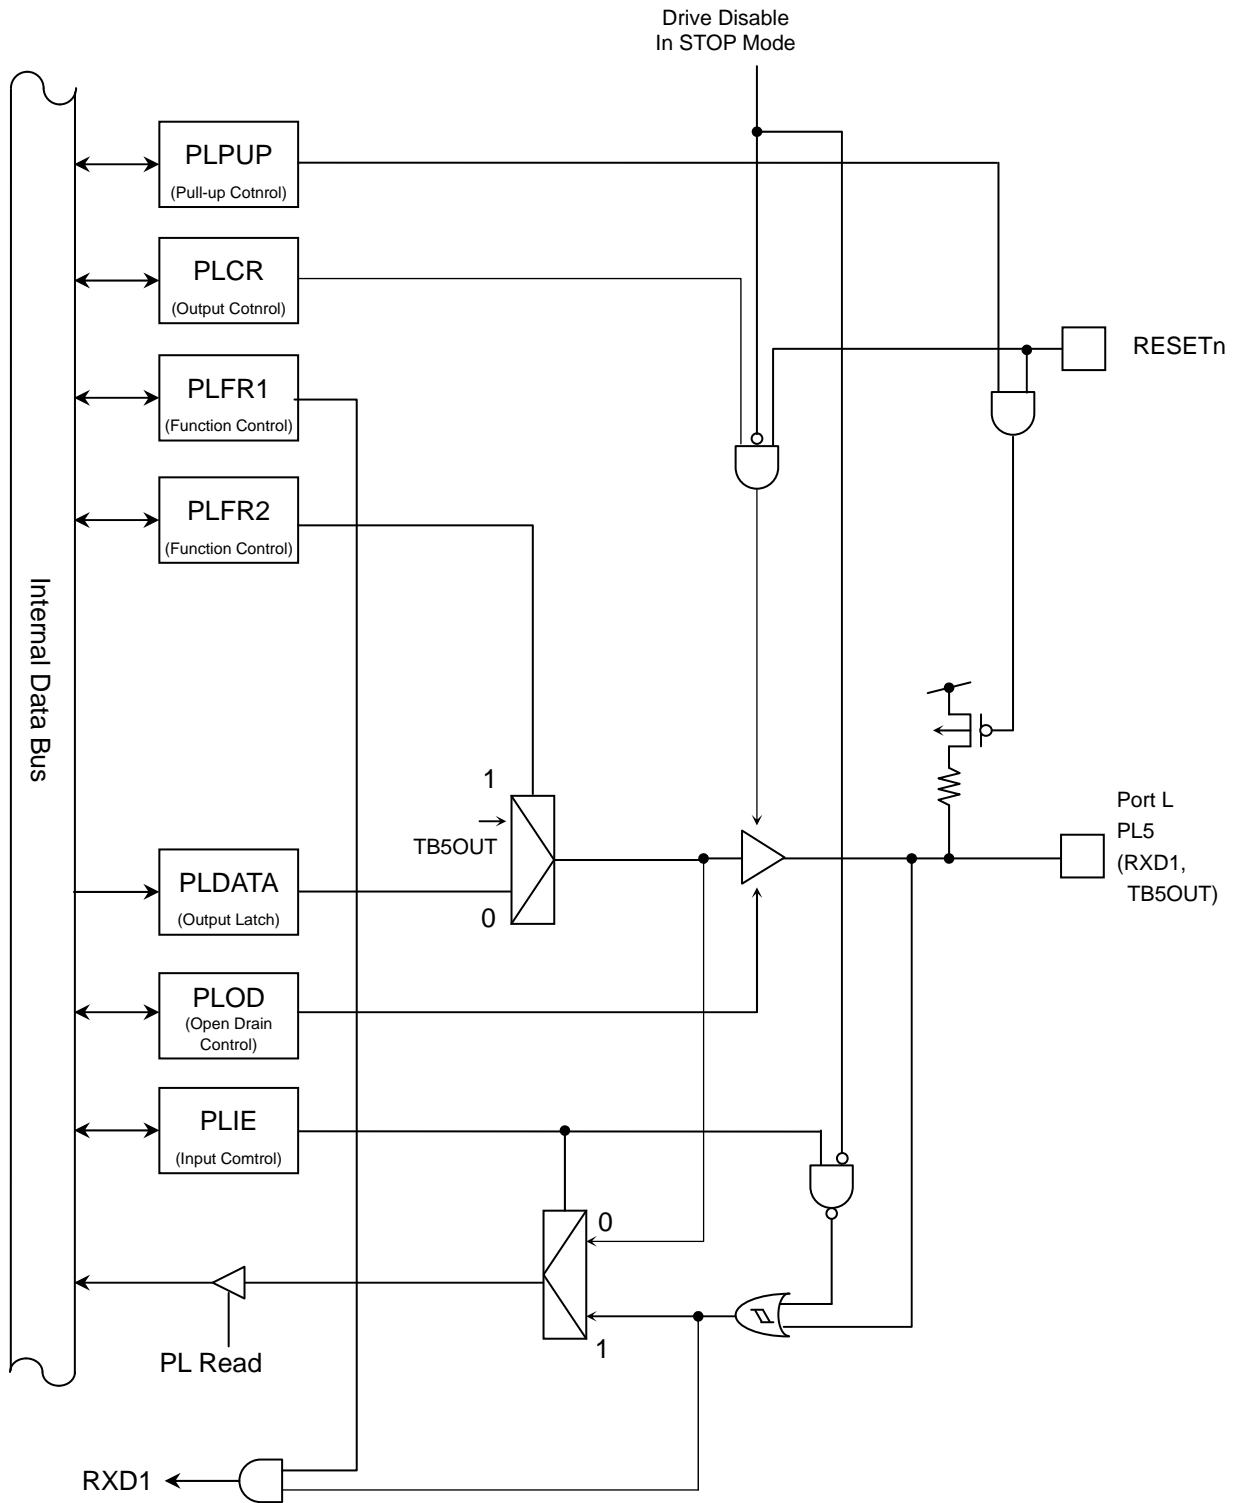 Drive Disable
In STOP Mode
PLPUP
(Pull-up Cotnrol)
PLCR
(Output Cotnrol)
RESETn
PLFR1
(Function Control)
PLFR2
(Function Control)
Internal Data Bus
1
TB5OUT
0
Port L
PL5
(RXD1,
TB5OUT)
PLDATA
(Output Latch)
PLOD
(Open Drain
Control)
PLIE
(Input Comtrol)
0
1
PL Read
RXD1